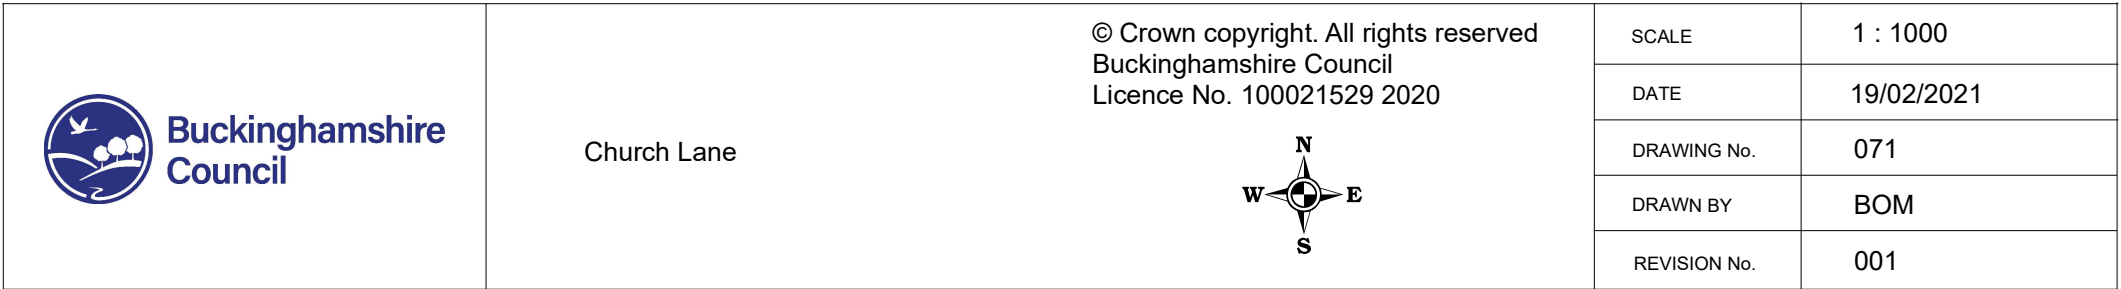 Buckinghamshire
Council
Church Lane
© Crown copyright. All rights reserved
Buckinghamshire Council
Licence No. 100021529 2020
N
W E
S
SCALE 1 : 1000
DATE 19/02/2021
DRAWING No. 071
DRAWN BY BOM
REVISION No. 001